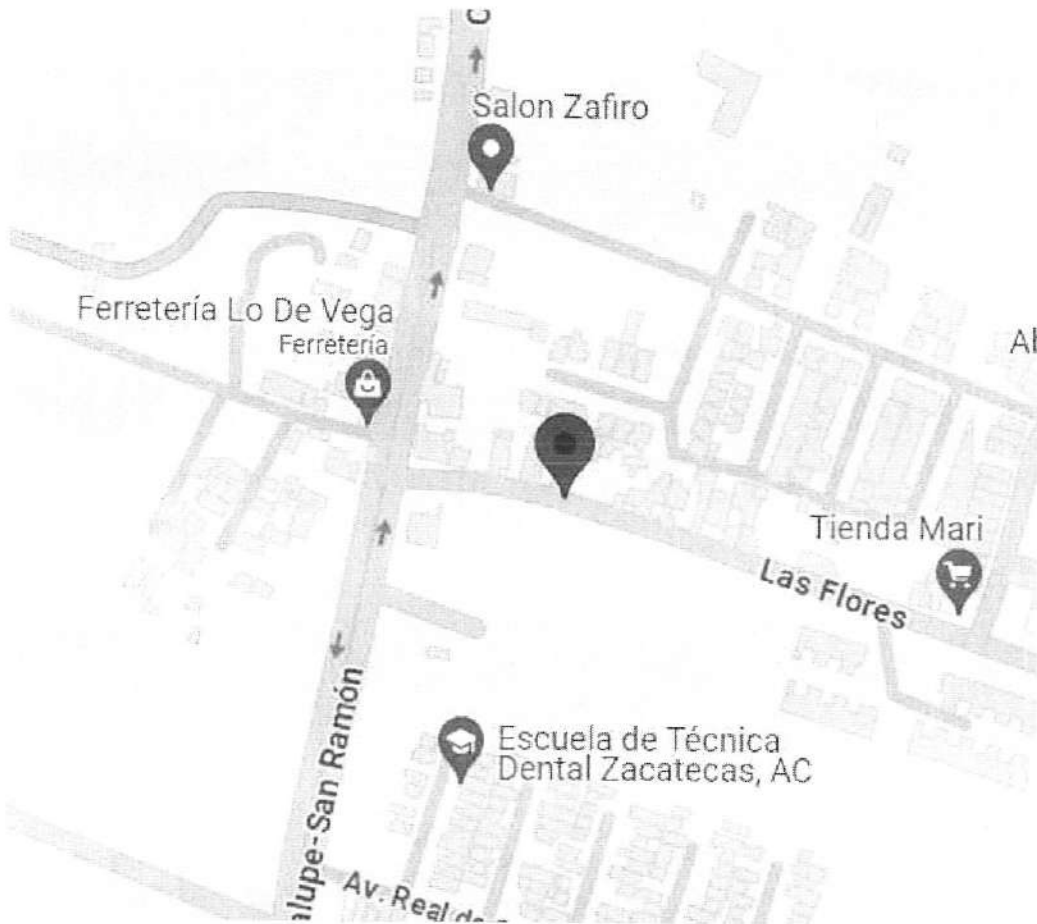 Salon Zafiro
Ferretería Lo De Vega
Ferretería
Tienda Mari
Las Flores
Escuela de Técnica
Dental Zacatecas, AC
alupe-San Ramón
Av. Real de